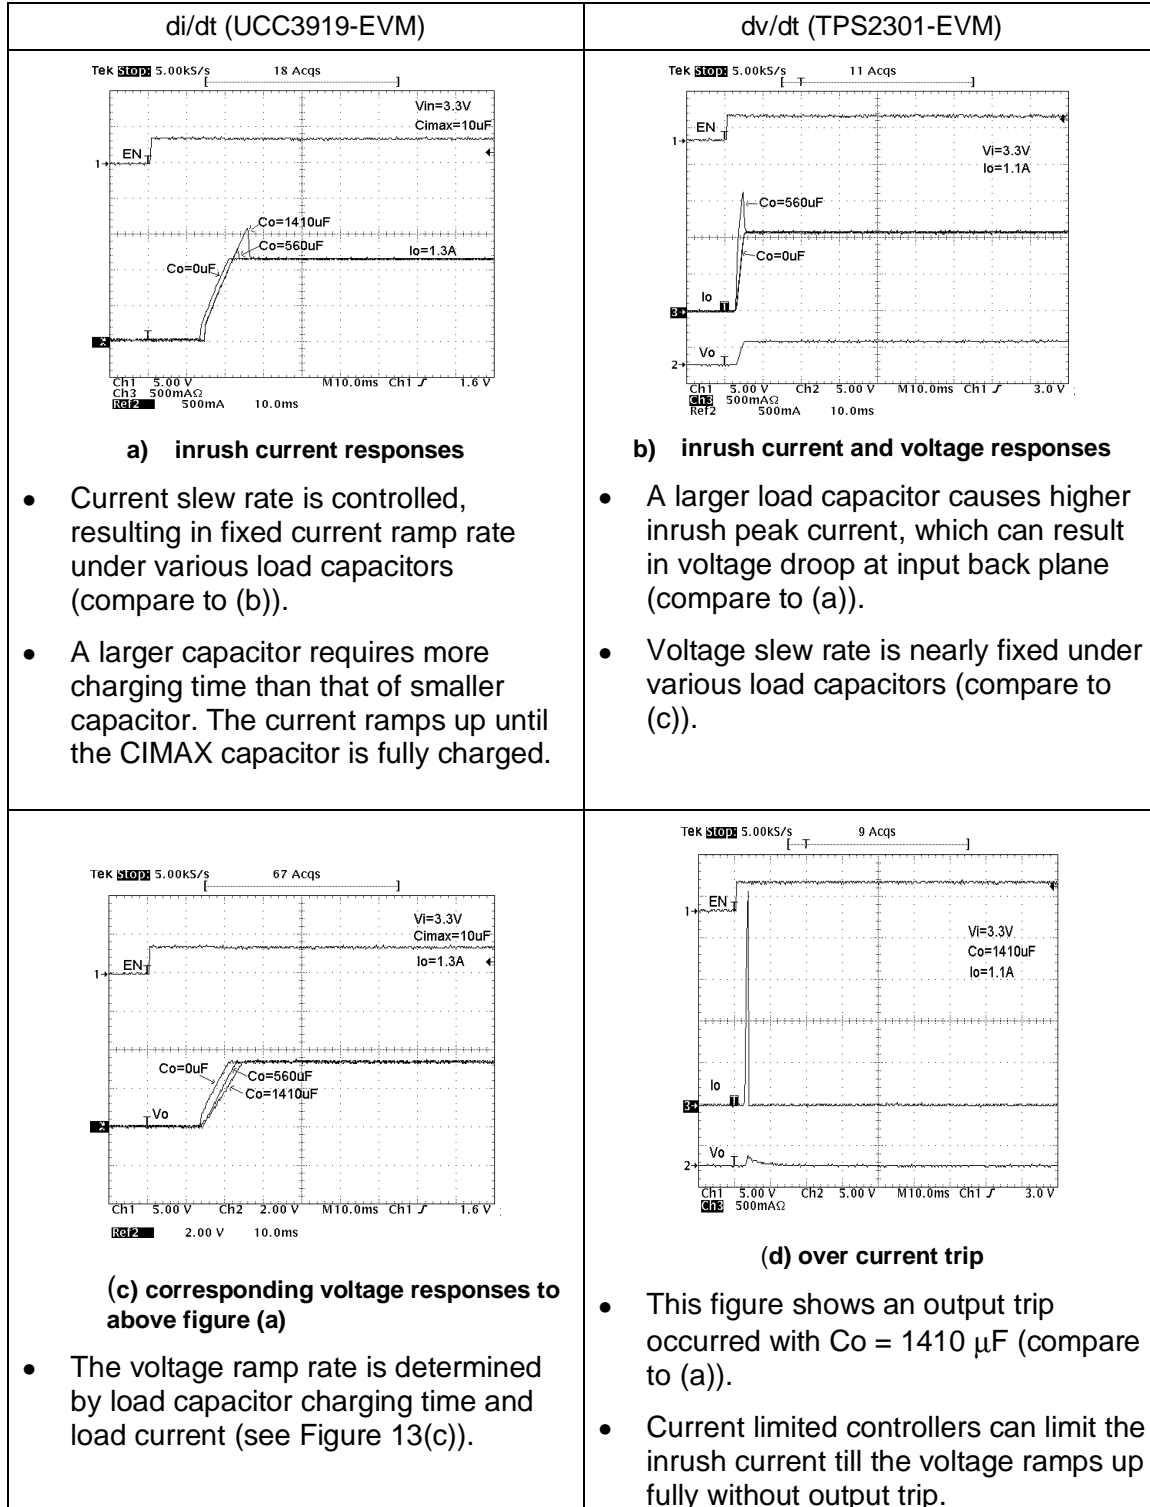 di/dt (UCC3919-EVM)
Tek Stop: 5.00kS/s 18 Acqs
Vin=3.3V
Cimax=10uF
EN
1
Co=1410uF
Co=560uF
Io=1.3A
Co=0uF
Ch1 5.00 V M10.0ms Ch1 1.6 V
Ch3 500mAΩ
Ref2 500mA 10.0ms
a) inrush current responses
• Current slew rate is controlled,
resulting in fixed current ramp rate
under various load capacitors
(compare to (b)).
• A larger capacitor requires more
charging time than that of smaller
capacitor. The current ramps up until
the CIMAX capacitor is fully charged.
dv/dt (TPS2301-EVM)
Tek Stop: 5.00kS/s 11 Acqs
T
EN
1
Vi=3.3V
Io=1.1A
Co=560uF
Co=0uF
Io
T
3
Vo
2
Ch1 5.00 V Ch2 5.00 V M10.0ms Ch1 3.0 V
Ch3 500mAΩ
Ref2 500mA 10.0ms
b) inrush current and voltage responses
• A larger load capacitor causes higher
inrush peak current, which can result
in voltage droop at input back plane
(compare to (a)).
• Voltage slew rate is nearly fixed under
various load capacitors (compare to
(c)).
Tek Stop: 5.00kS/s 67 Acqs
Vi=3.3V
Cimax=10uF
Io=1.3A
EN
1
Co=0uF
Co=560uF
Co=1410uF
Vo
Ch1 5.00 V Ch2 2.00 V M10.0ms Ch1 1.6 V
Ref2 2.00 V 10.0ms
(c) corresponding voltage responses to
above figure (a)
• The voltage ramp rate is determined
by load capacitor charging time and
load current (see Figure 13(c)).
Tek Stop: 5.00kS/s 9 Acqs
T
EN
1
Vi=3.3V
Co=1410uF
Io=1.1A
Io
T
3
Vo
2
Ch1 5.00 V Ch2 5.00 V M10.0ms Ch1 3.0 V
Ch3 500mAΩ
(d) over current trip
• This figure shows an output trip
occurred with Co = 1410 μF (compare
to (a)).
• Current limited controllers can limit the
inrush current till the voltage ramps up
fully without output trip.